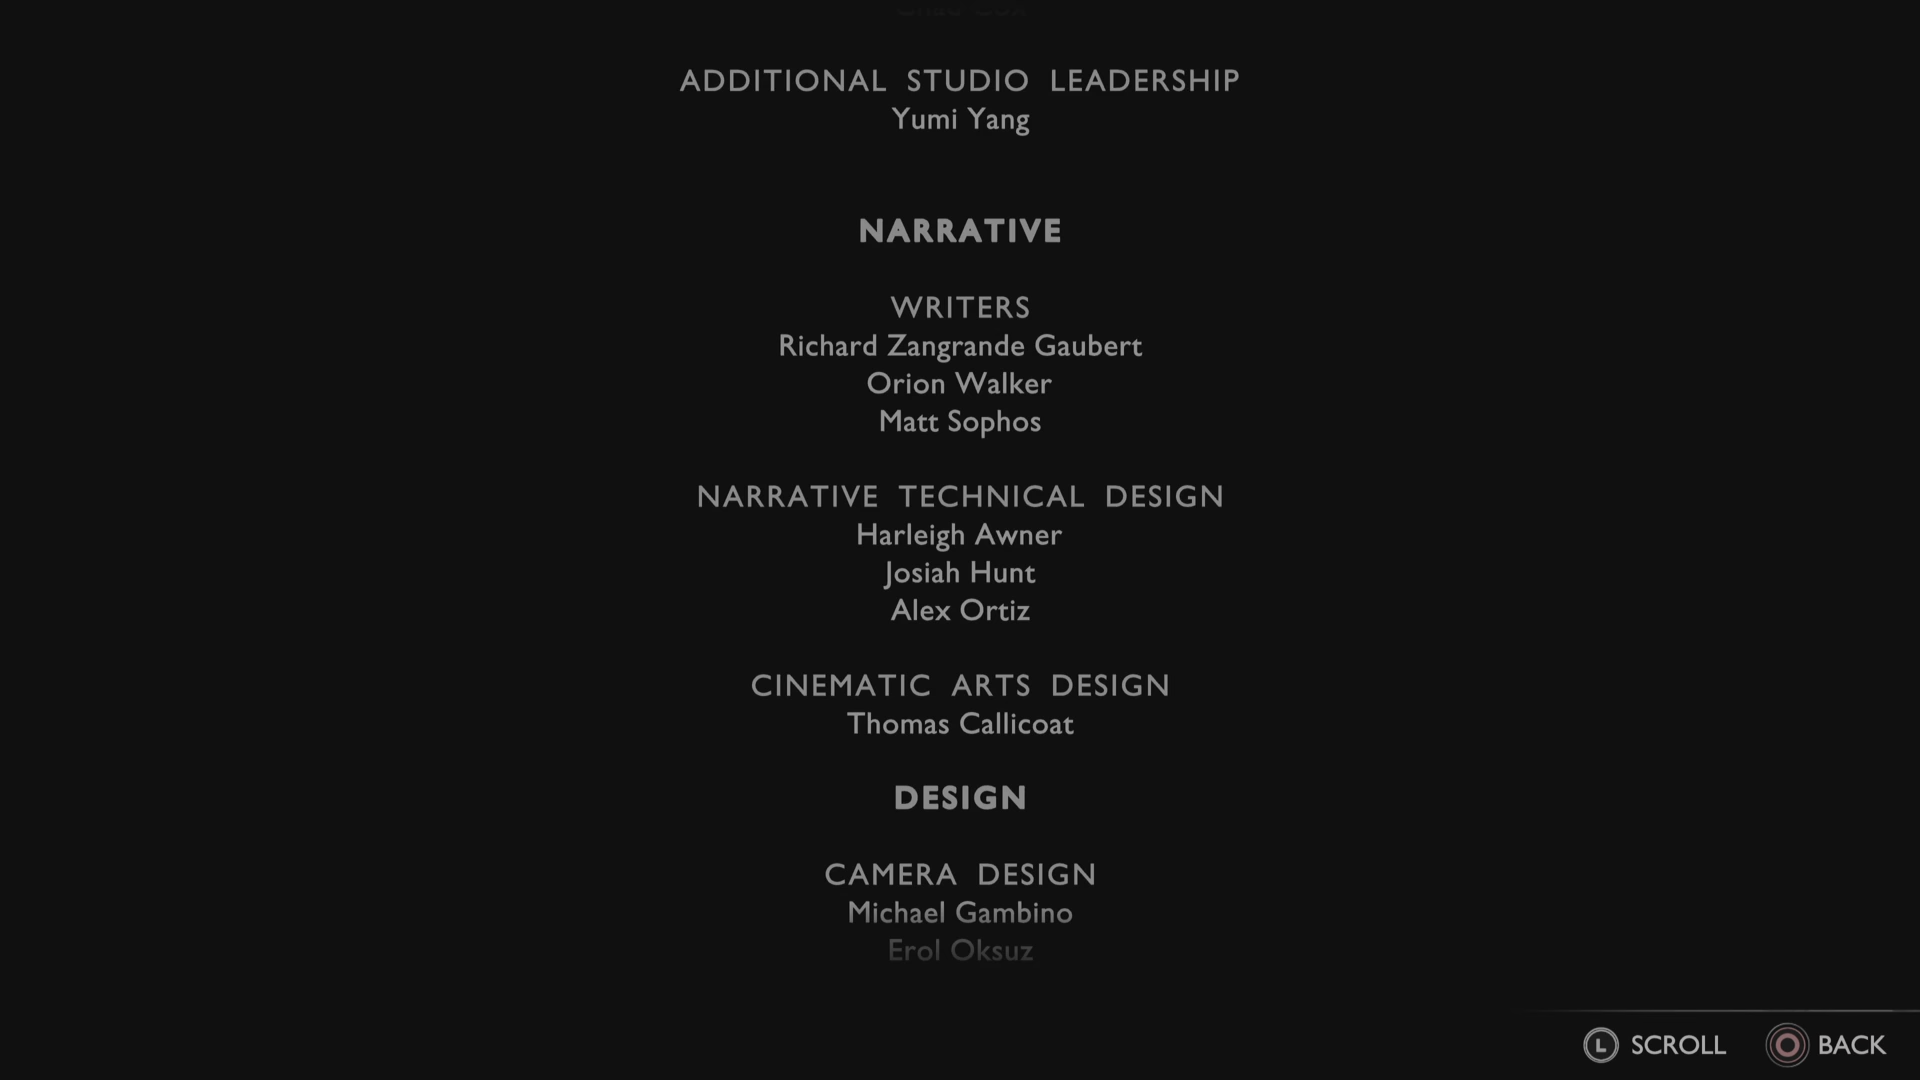 ADDITIONAL STUDIO LEADERSHIP
Yumi Yang
NARRATIVE
WRITERS
Richard Zangrande Gaubert
Orion Walker
Matt Sophos
NARRATIVE TECHNICAL DESIGN
Harleigh Awner
Josiah Hunt
Alex Ortiz
CINEMATIC ARTS DESIGN
Thomas Callicoat
DESIGN
CAMERA DESIGN
Michael Gambino
Erol Oksuz
L SCROLL BACK